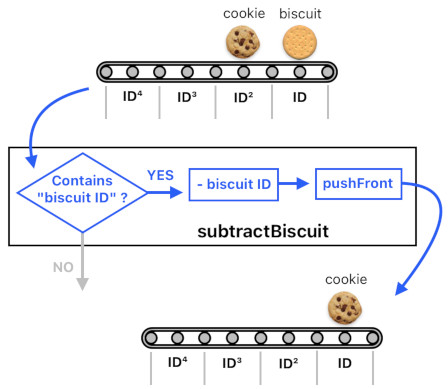 cookie biscuit
ID⁴ ID³ ID² ID
Contains
"biscuit ID" ?
YES
- biscuit ID
pushFront
subtractBiscuit
NO
cookie
ID⁴ ID³ ID² ID